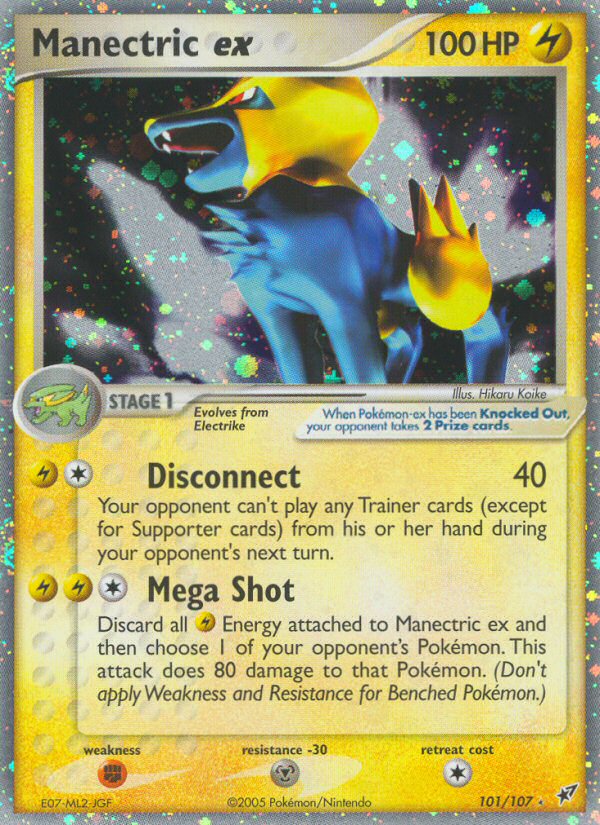 Manectric ex 100 HP
Illus. Hikaru Koike
STAGE 1
Evolves from
Electrike
When Pokémon-ex has been Knocked Out,
your opponent takes 2 Prize cards.
Disconnect 40
Your opponent can't play any Trainer cards (except
for Supporter cards) from his or her hand during
your opponent's next turn.
Mega Shot
Discard all Energy attached to Manectric ex and
then choose 1 of your opponent's Pokémon. This
attack does 80 damage to that Pokémon. (Don't
apply Weakness and Resistance for Benched Pokémon.)
weakness resistance -30 retreat cost
E07-ML2-JGF ©2005 Pokémon/Nintendo 101/107